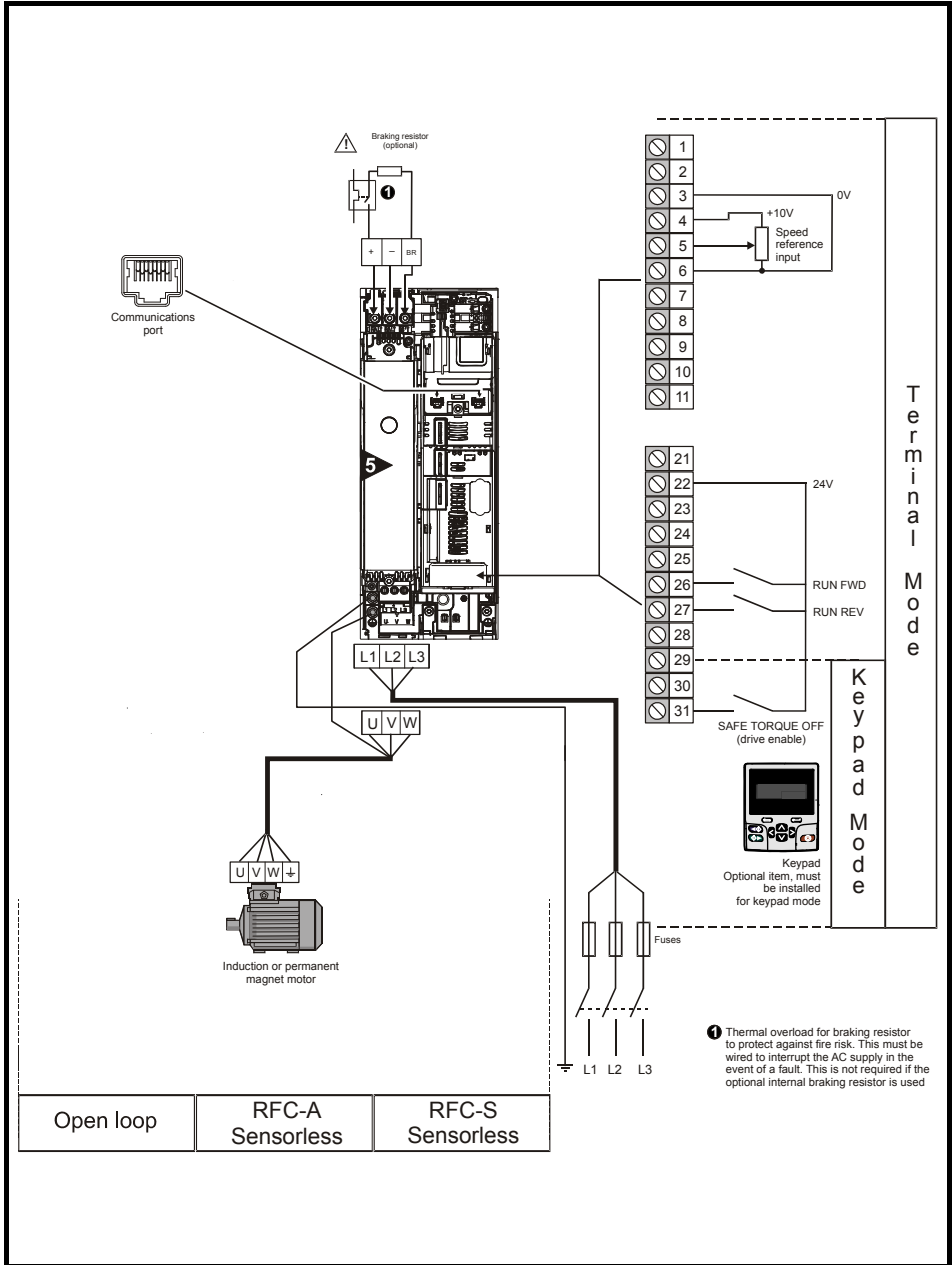 Braking resistor
(optional)
1
+ – BR
Communications
port
5
U V W
L1 L2 L3
U V W
U V W
Induction or permanent
magnet motor
Open loop
RFC-A
Sensorless
RFC-S
Sensorless
1
2
3
4
5
6
7
8
9
10
11
0V
+10V
Speed
reference
input
21
22
23
24
25
26
27
28
29
30
31
24V
RUN FWD
RUN REV
SAFE TORQUE OFF
(drive enable)
Keypad
Optional item, must
be installed
for keypad mode
Fuses
L1 L2 L3
Terminal Mode
Keypad Mode
1 Thermal overload for braking resistor
to protect against fire risk. This must be
wired to interrupt the AC supply in the
event of a fault. This is not required if the
optional internal braking resistor is used